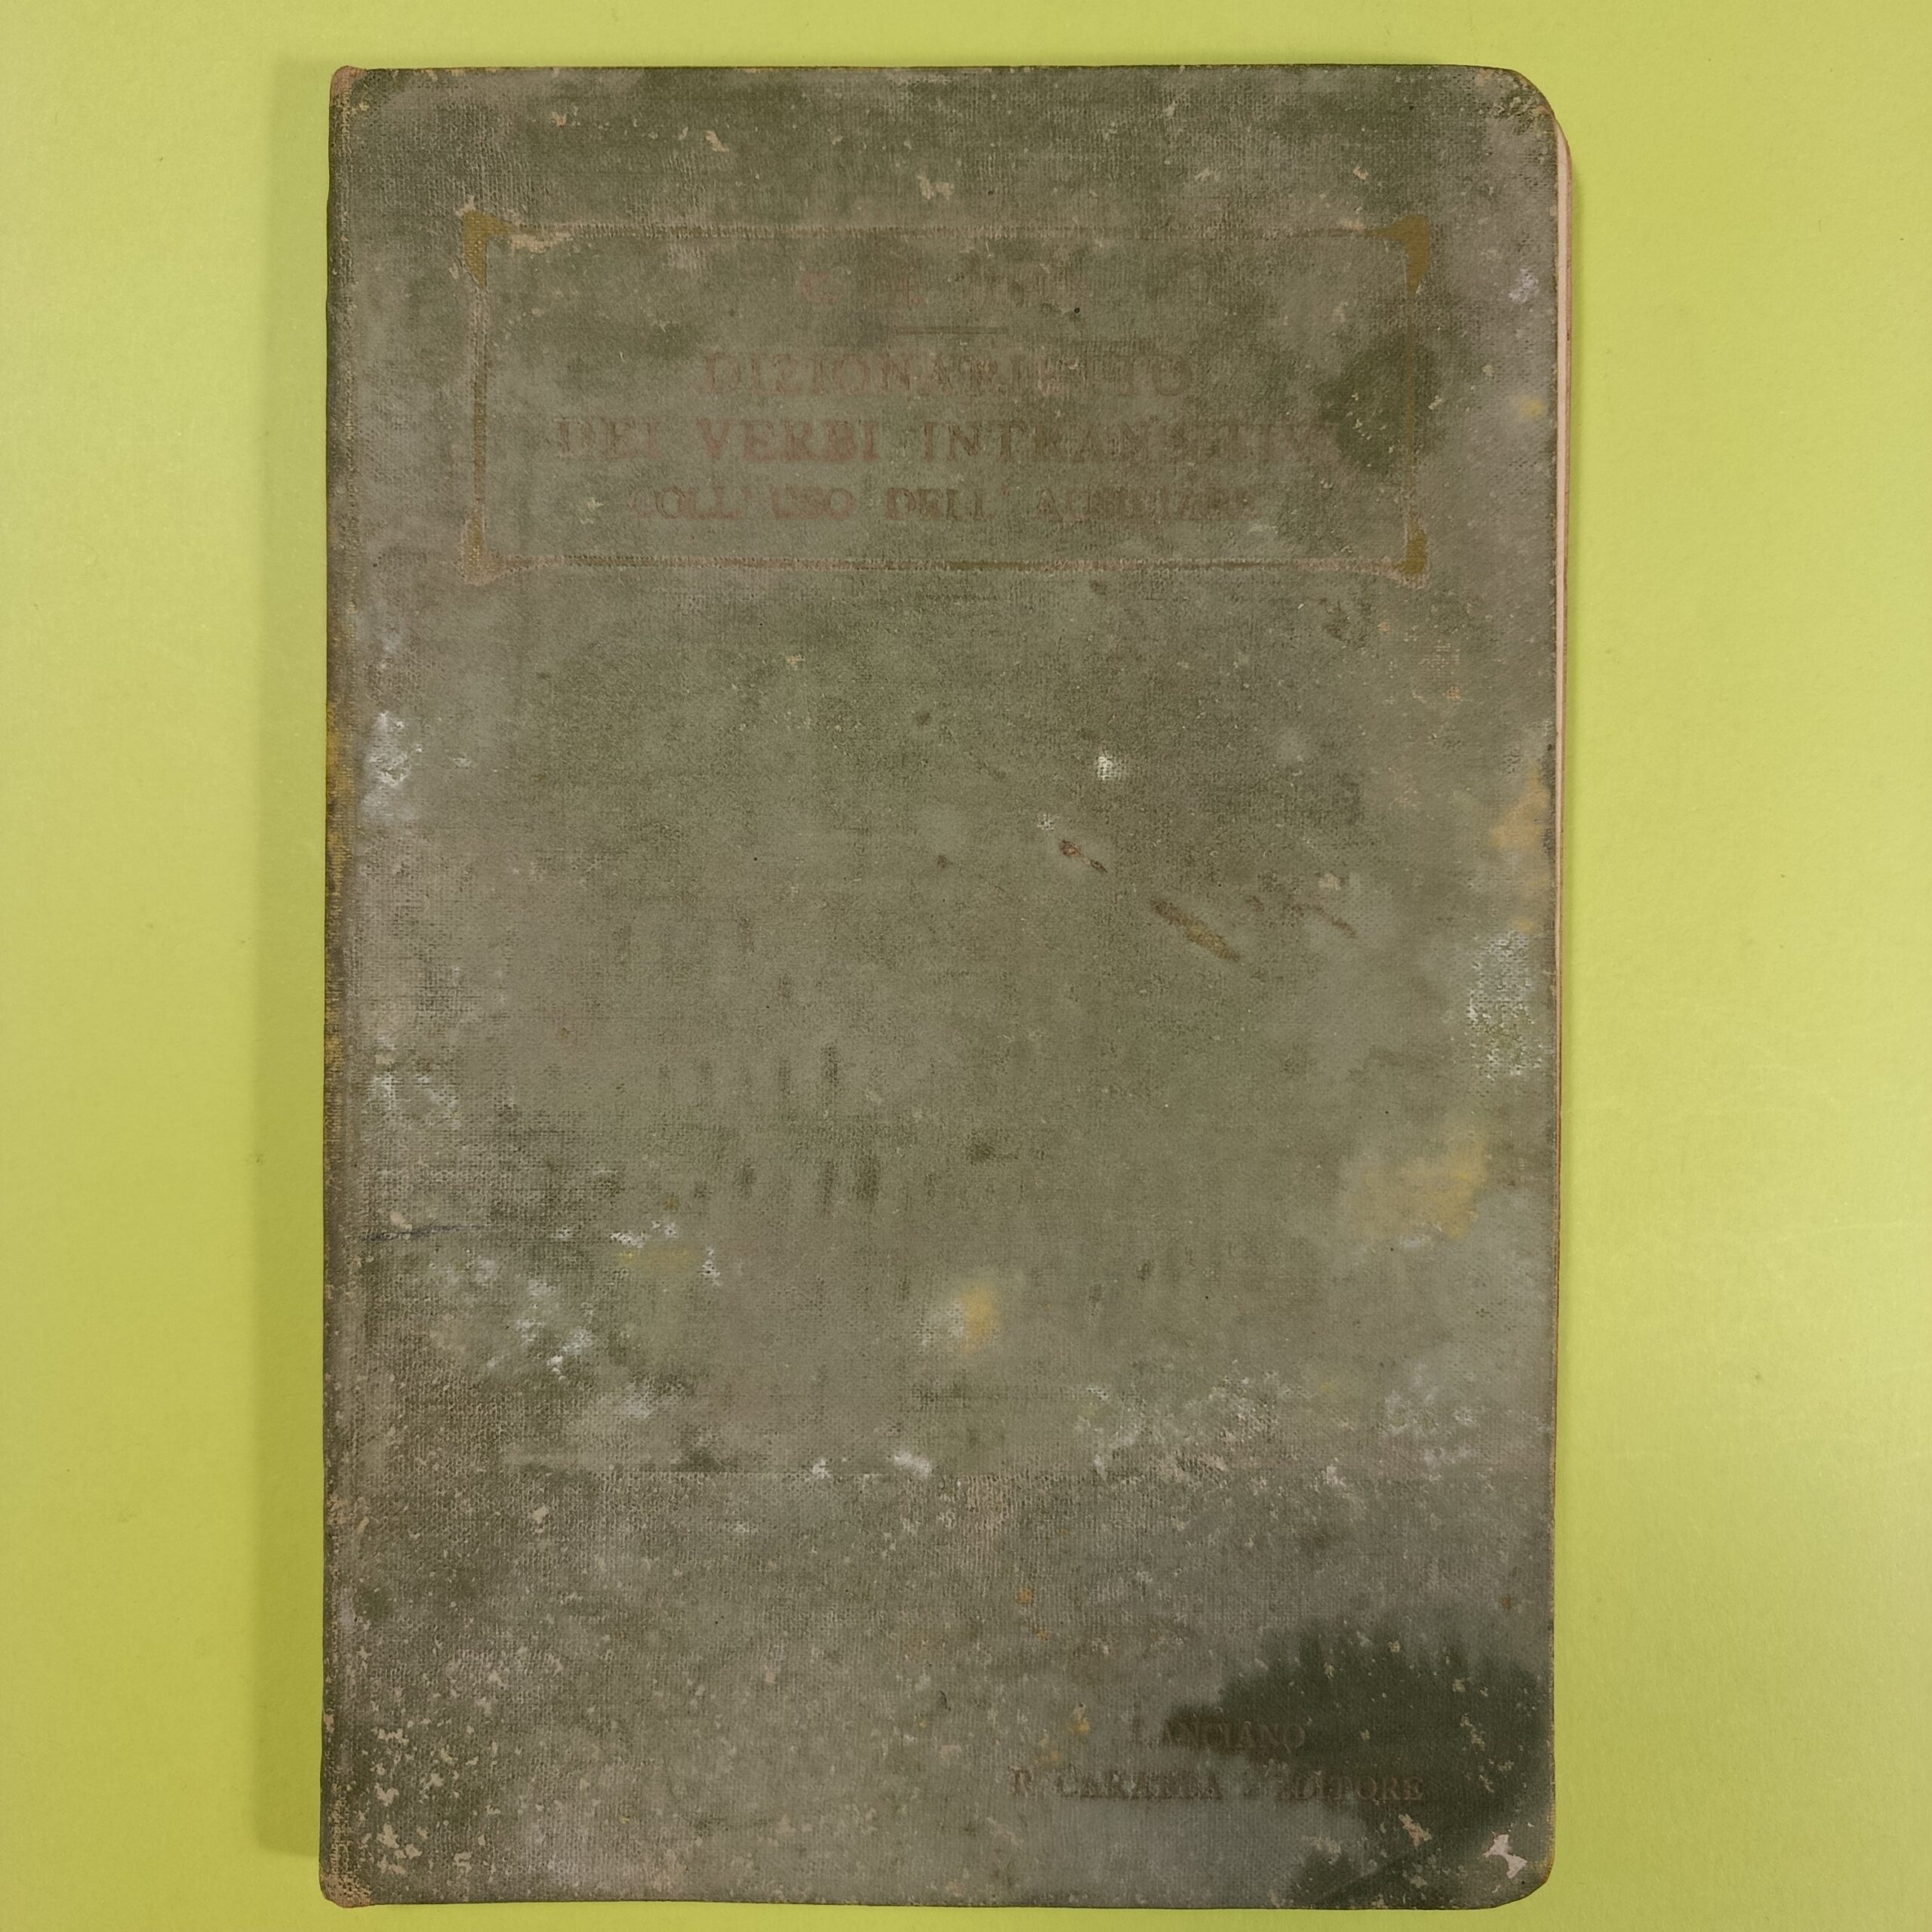 DIZIONARIETTO
DEI VERBI INTRANSITIVI
COLL' USO DELL' AUSILIARE
LANCIANO
R. CARABBA - EDITORE